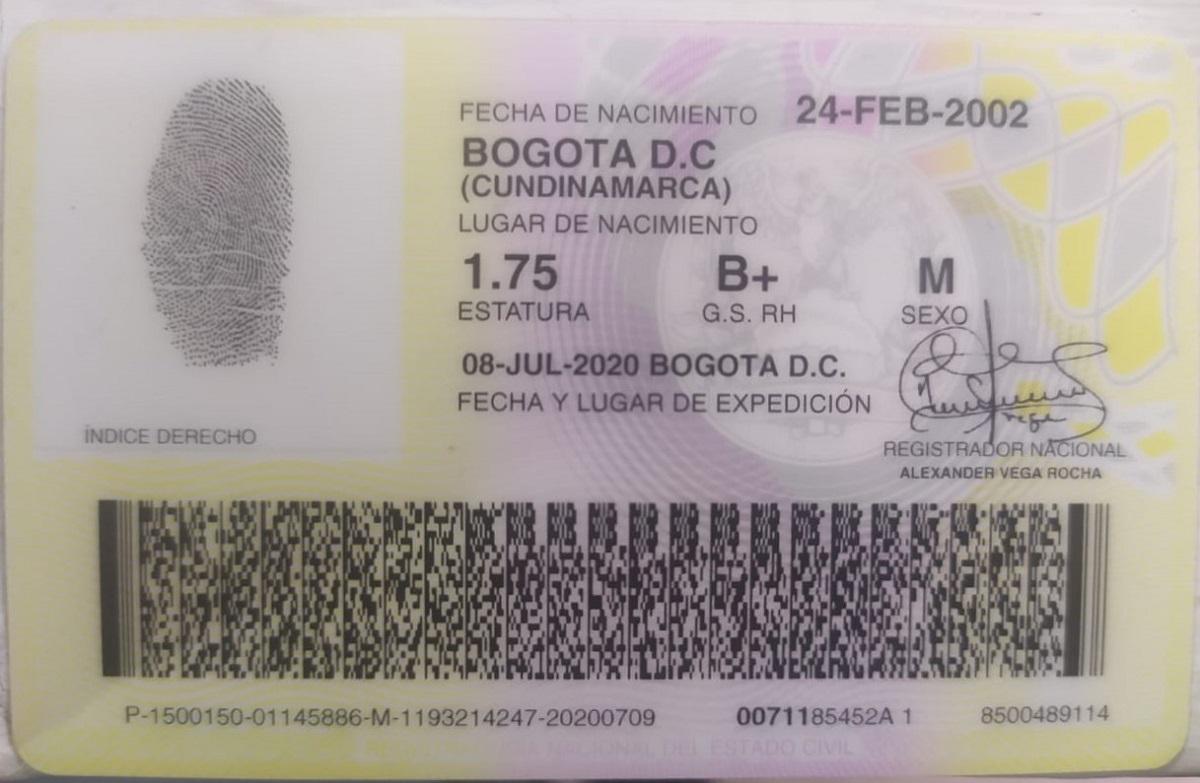 FECHA DE NACIMIENTO 24-FEB-2002
BOGOTA D.C
(CUNDINAMARCA)
LUGAR DE NACIMIENTO
1.75 B+ M
ESTATURA G.S. RH SEXO
08-JUL-2020 BOGOTA D.C.
FECHA Y LUGAR DE EXPEDICIÓN
ÍNDICE DERECHO
REGISTRADOR NACIONAL
ALEXANDER VEGA ROCHA
P-1500150-01145886-M-1193214247-20200709 0071185452A 1 8500489114
REGISTRADURIA NACIONAL DEL ESTADO CIVIL